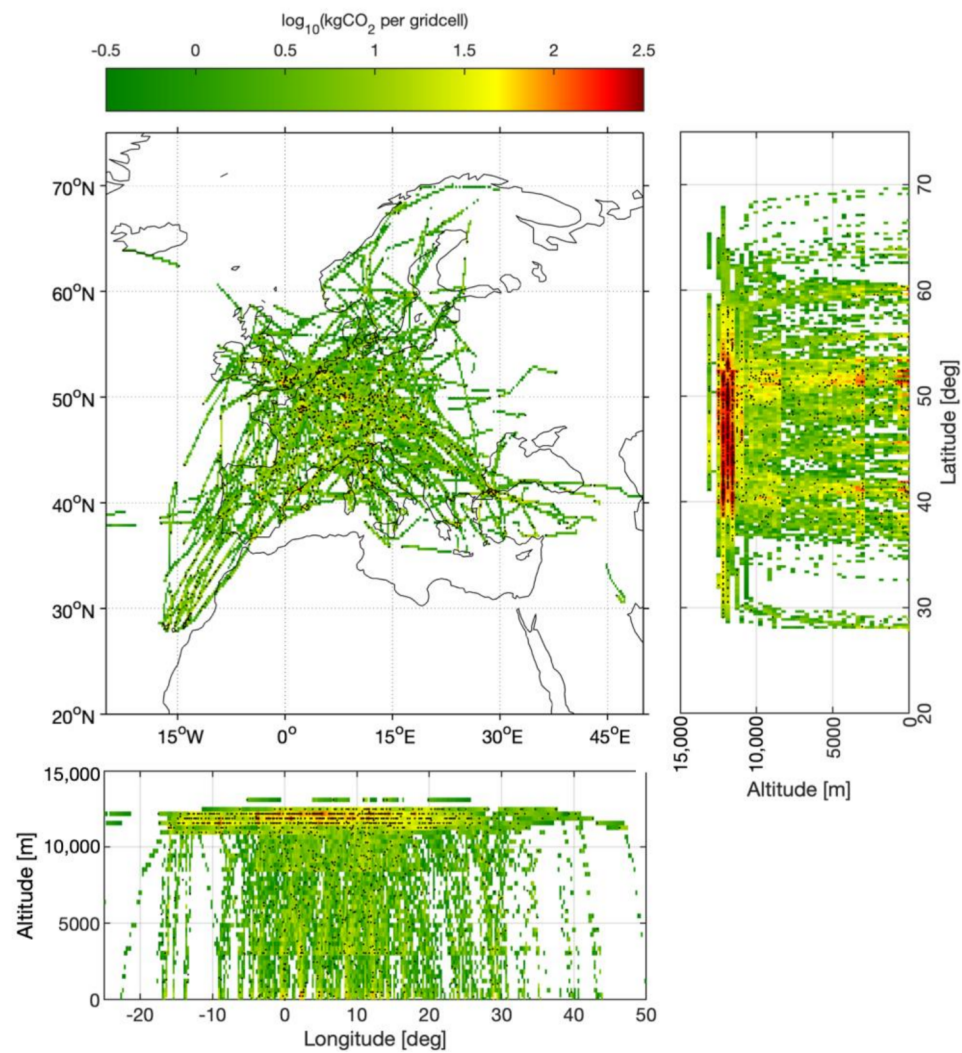 log₁₀(kgCO₂ per gridcell)
-0.5 0 0.5 1 1.5 2 2.5
70°N
60°N
50°N
40°N
30°N
20°N
15°W 0° 15°E 30°E 45°E
70
60
50
40
30
20
Latitude [deg]
15,000 10,000 5000 0
Altitude [m]
15,000
10,000
5000
0
Altitude [m]
-20 -10 0 10 20 30 40 50
Longitude [deg]